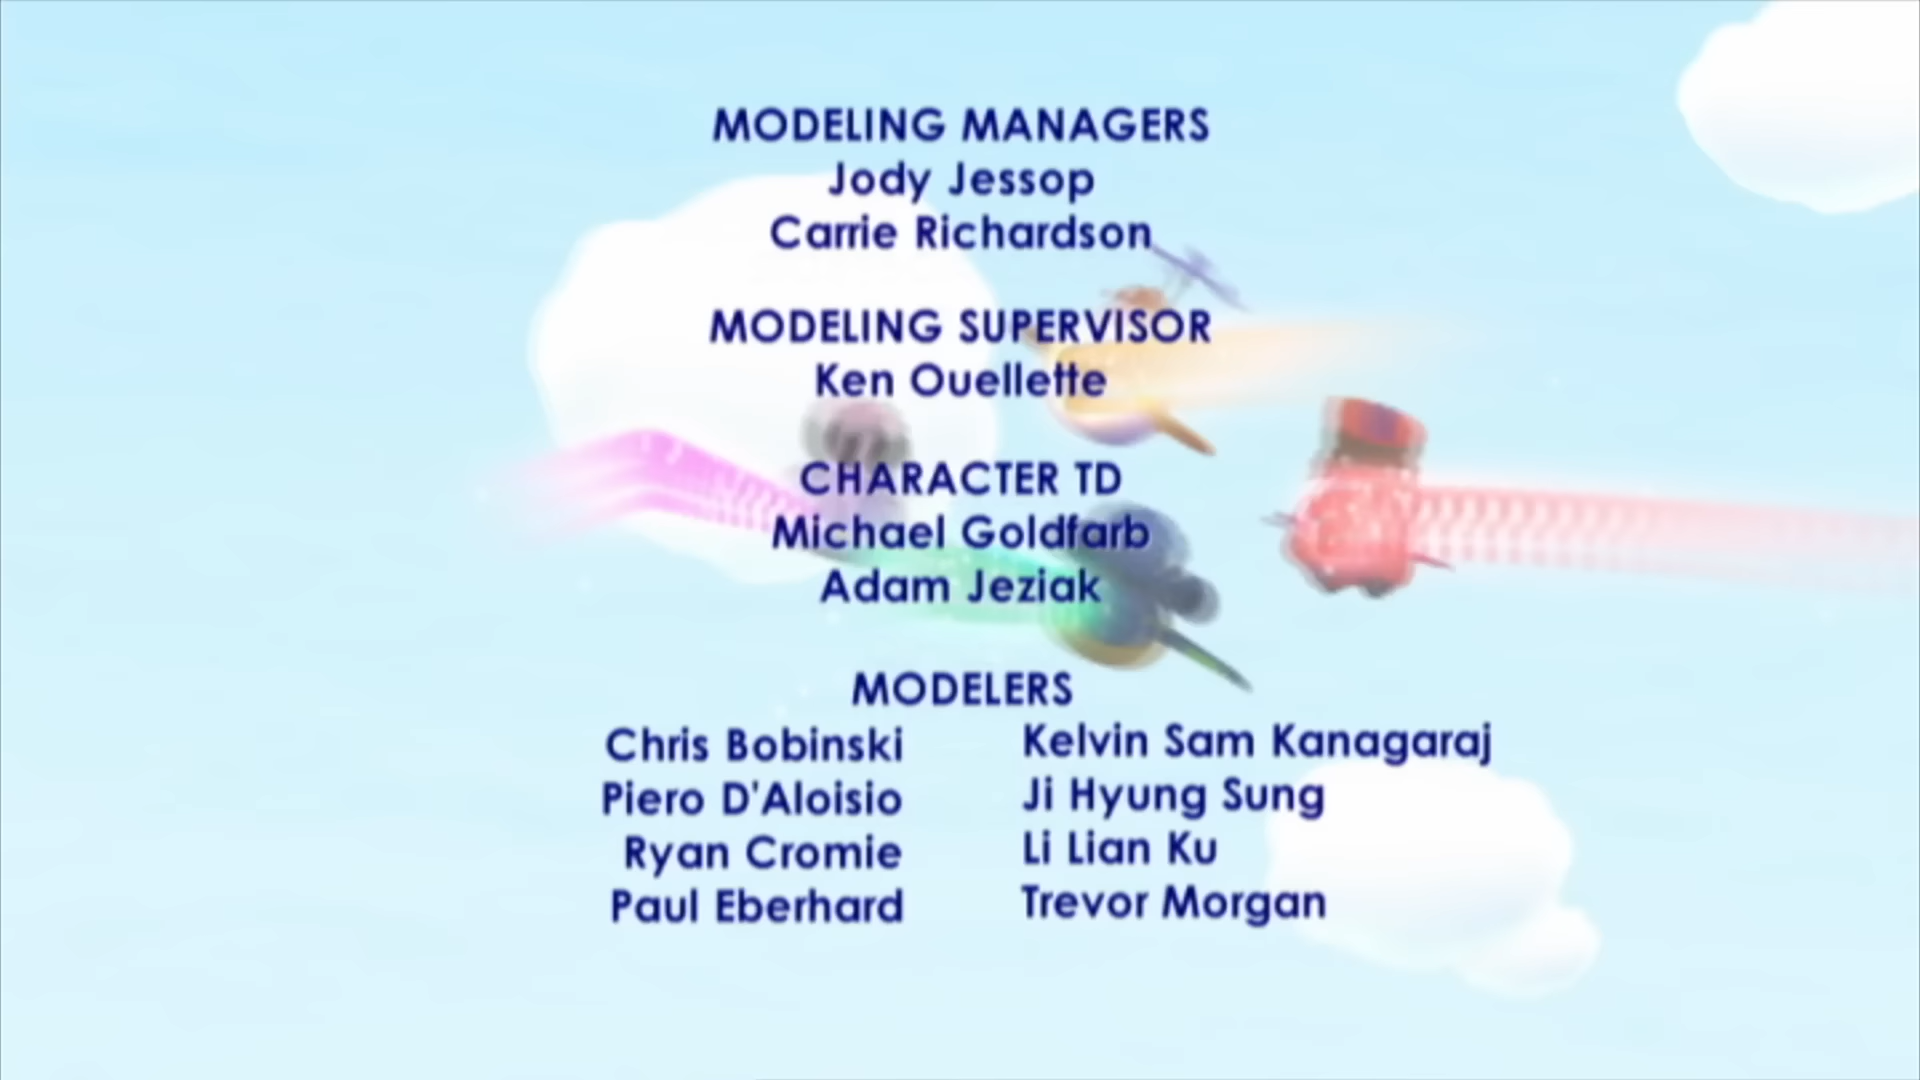 MODELING MANAGERS
Jody Jessop
Carrie Richardson
MODELING SUPERVISOR
Ken Ouellette
CHARACTER TD
Michael Goldfarb
Adam Jeziak
MODELERS
Chris Bobinski
Piero D'Aloisio
Ryan Cromie
Paul Eberhard
Kelvin Sam Kanagaraj
Ji Hyung Sung
Li Lian Ku
Trevor Morgan